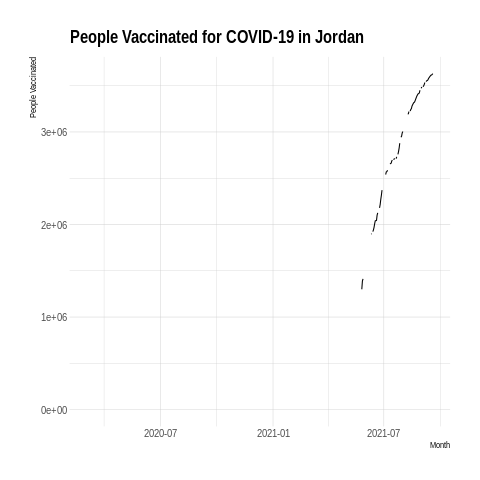 People Vaccinated for COVID-19 in Jordan
People Vaccinated
3e+06
2e+06
1e+06
0e+00
2020-07 2021-01 2021-07
Month